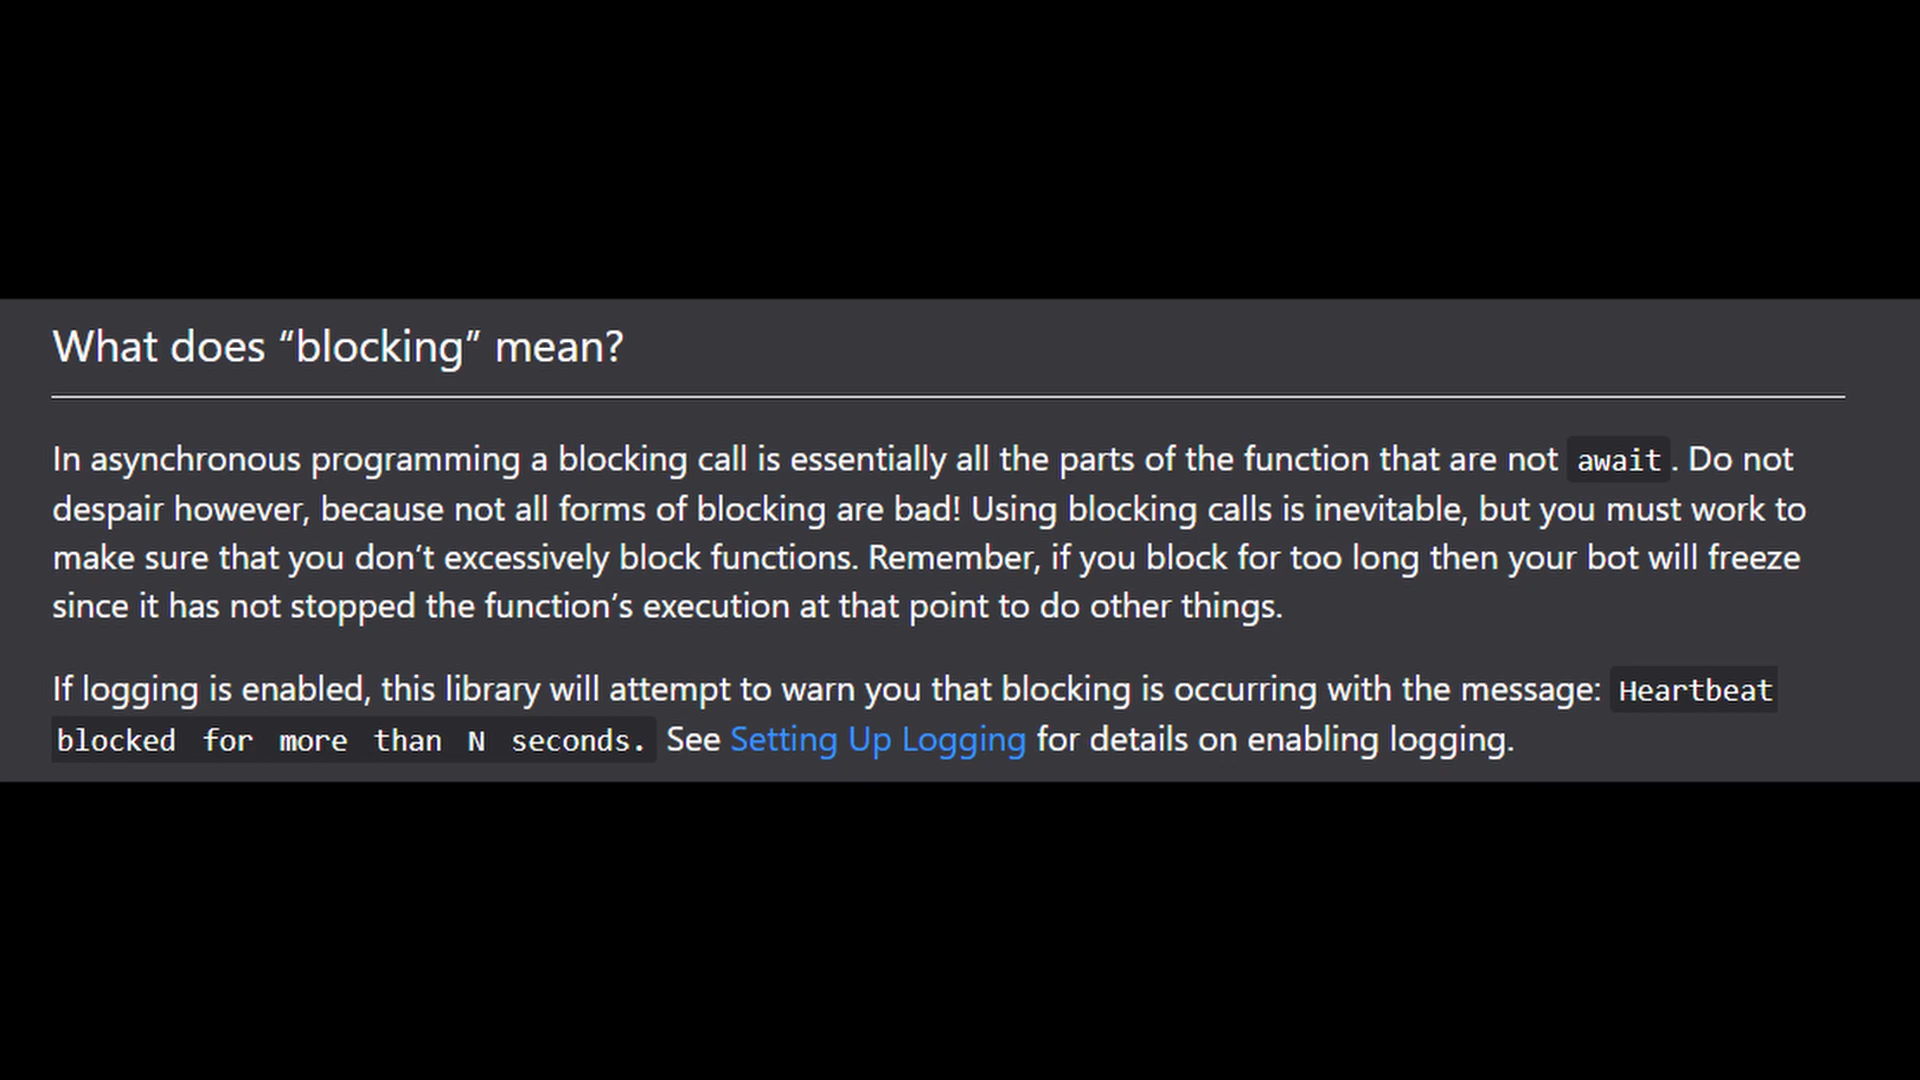 What does “blocking” mean?
In asynchronous programming a blocking call is essentially all the parts of the function that are not await. Do not
despair however, because not all forms of blocking are bad! Using blocking calls is inevitable, but you must work to
make sure that you don’t excessively block functions. Remember, if you block for too long then your bot will freeze
since it has not stopped the function’s execution at that point to do other things.
If logging is enabled, this library will attempt to warn you that blocking is occurring with the message: Heartbeat
blocked for more than N seconds. See Setting Up Logging for details on enabling logging.